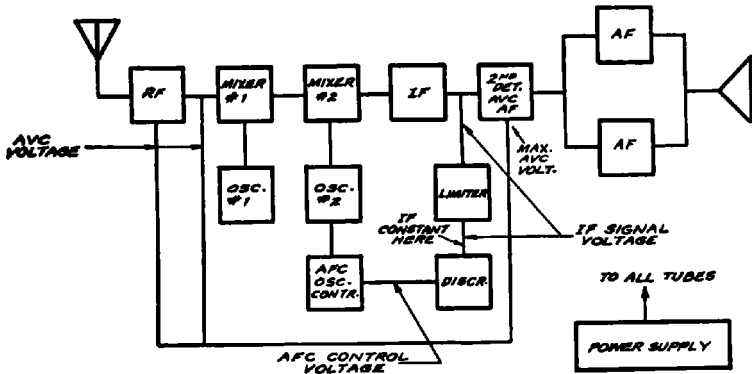 RF
MIXER
#1
MIXER
#2
IF
2ND
DET.
AVC
AF
AF
AF
AVC
VOLTAGE
OSC.
#1
OSC.
#2
LIMITER
MAX.
AVC
VOLT.
IF
CONSTANT
HERE
IF SIGNAL
VOLTAGE
AFC
OSC.
CONTR.
DISCR.
AFC CONTROL
VOLTAGE
TO ALL TUBES
POWER SUPPLY